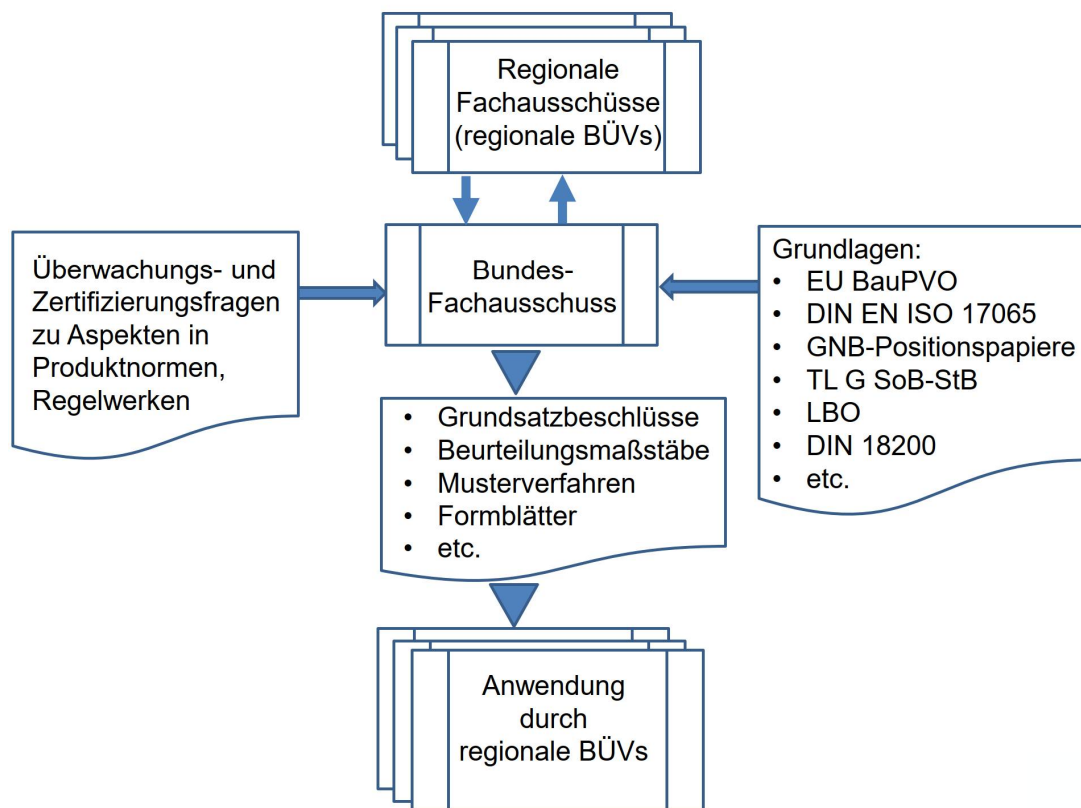 Regionale
Fachausschüsse
(regionale BÜVs)
Überwachungs- und
Zertifizierungsfragen
zu Aspekten in
Produktnormen,
Regelwerken
Bundes-
Fachausschuss
Grundlagen:
• EU BauPVO
• DIN EN ISO 17065
• GNB-Positionspapiere
• TL G SoB-StB
• LBO
• DIN 18200
• etc.
• Grundsatzbeschlüsse
• Beurteilungsmaßstäbe
• Musterverfahren
• Formblätter
• etc.
Anwendung
durch
regionale BÜVs